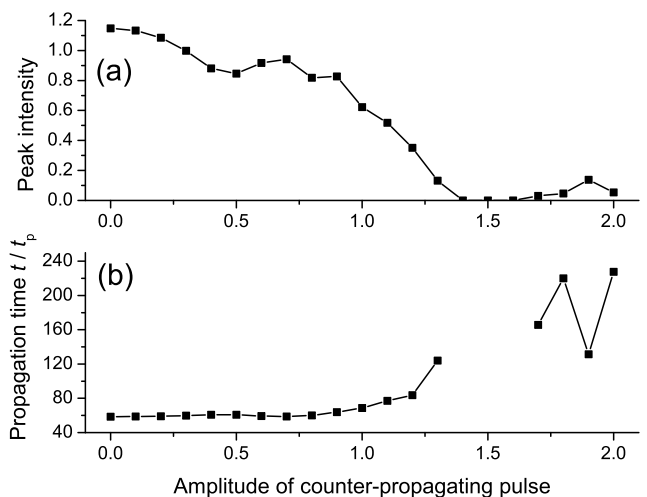 1.2
1.0
0.8
0.6
0.4
0.2
0.0
Peak intensity
(a)
0.0 0.5 1.0 1.5 2.0
240
200
160
120
80
40
Propagation time t / tp
(b)
0.0 0.5 1.0 1.5 2.0
Amplitude of counter-propagating pulse